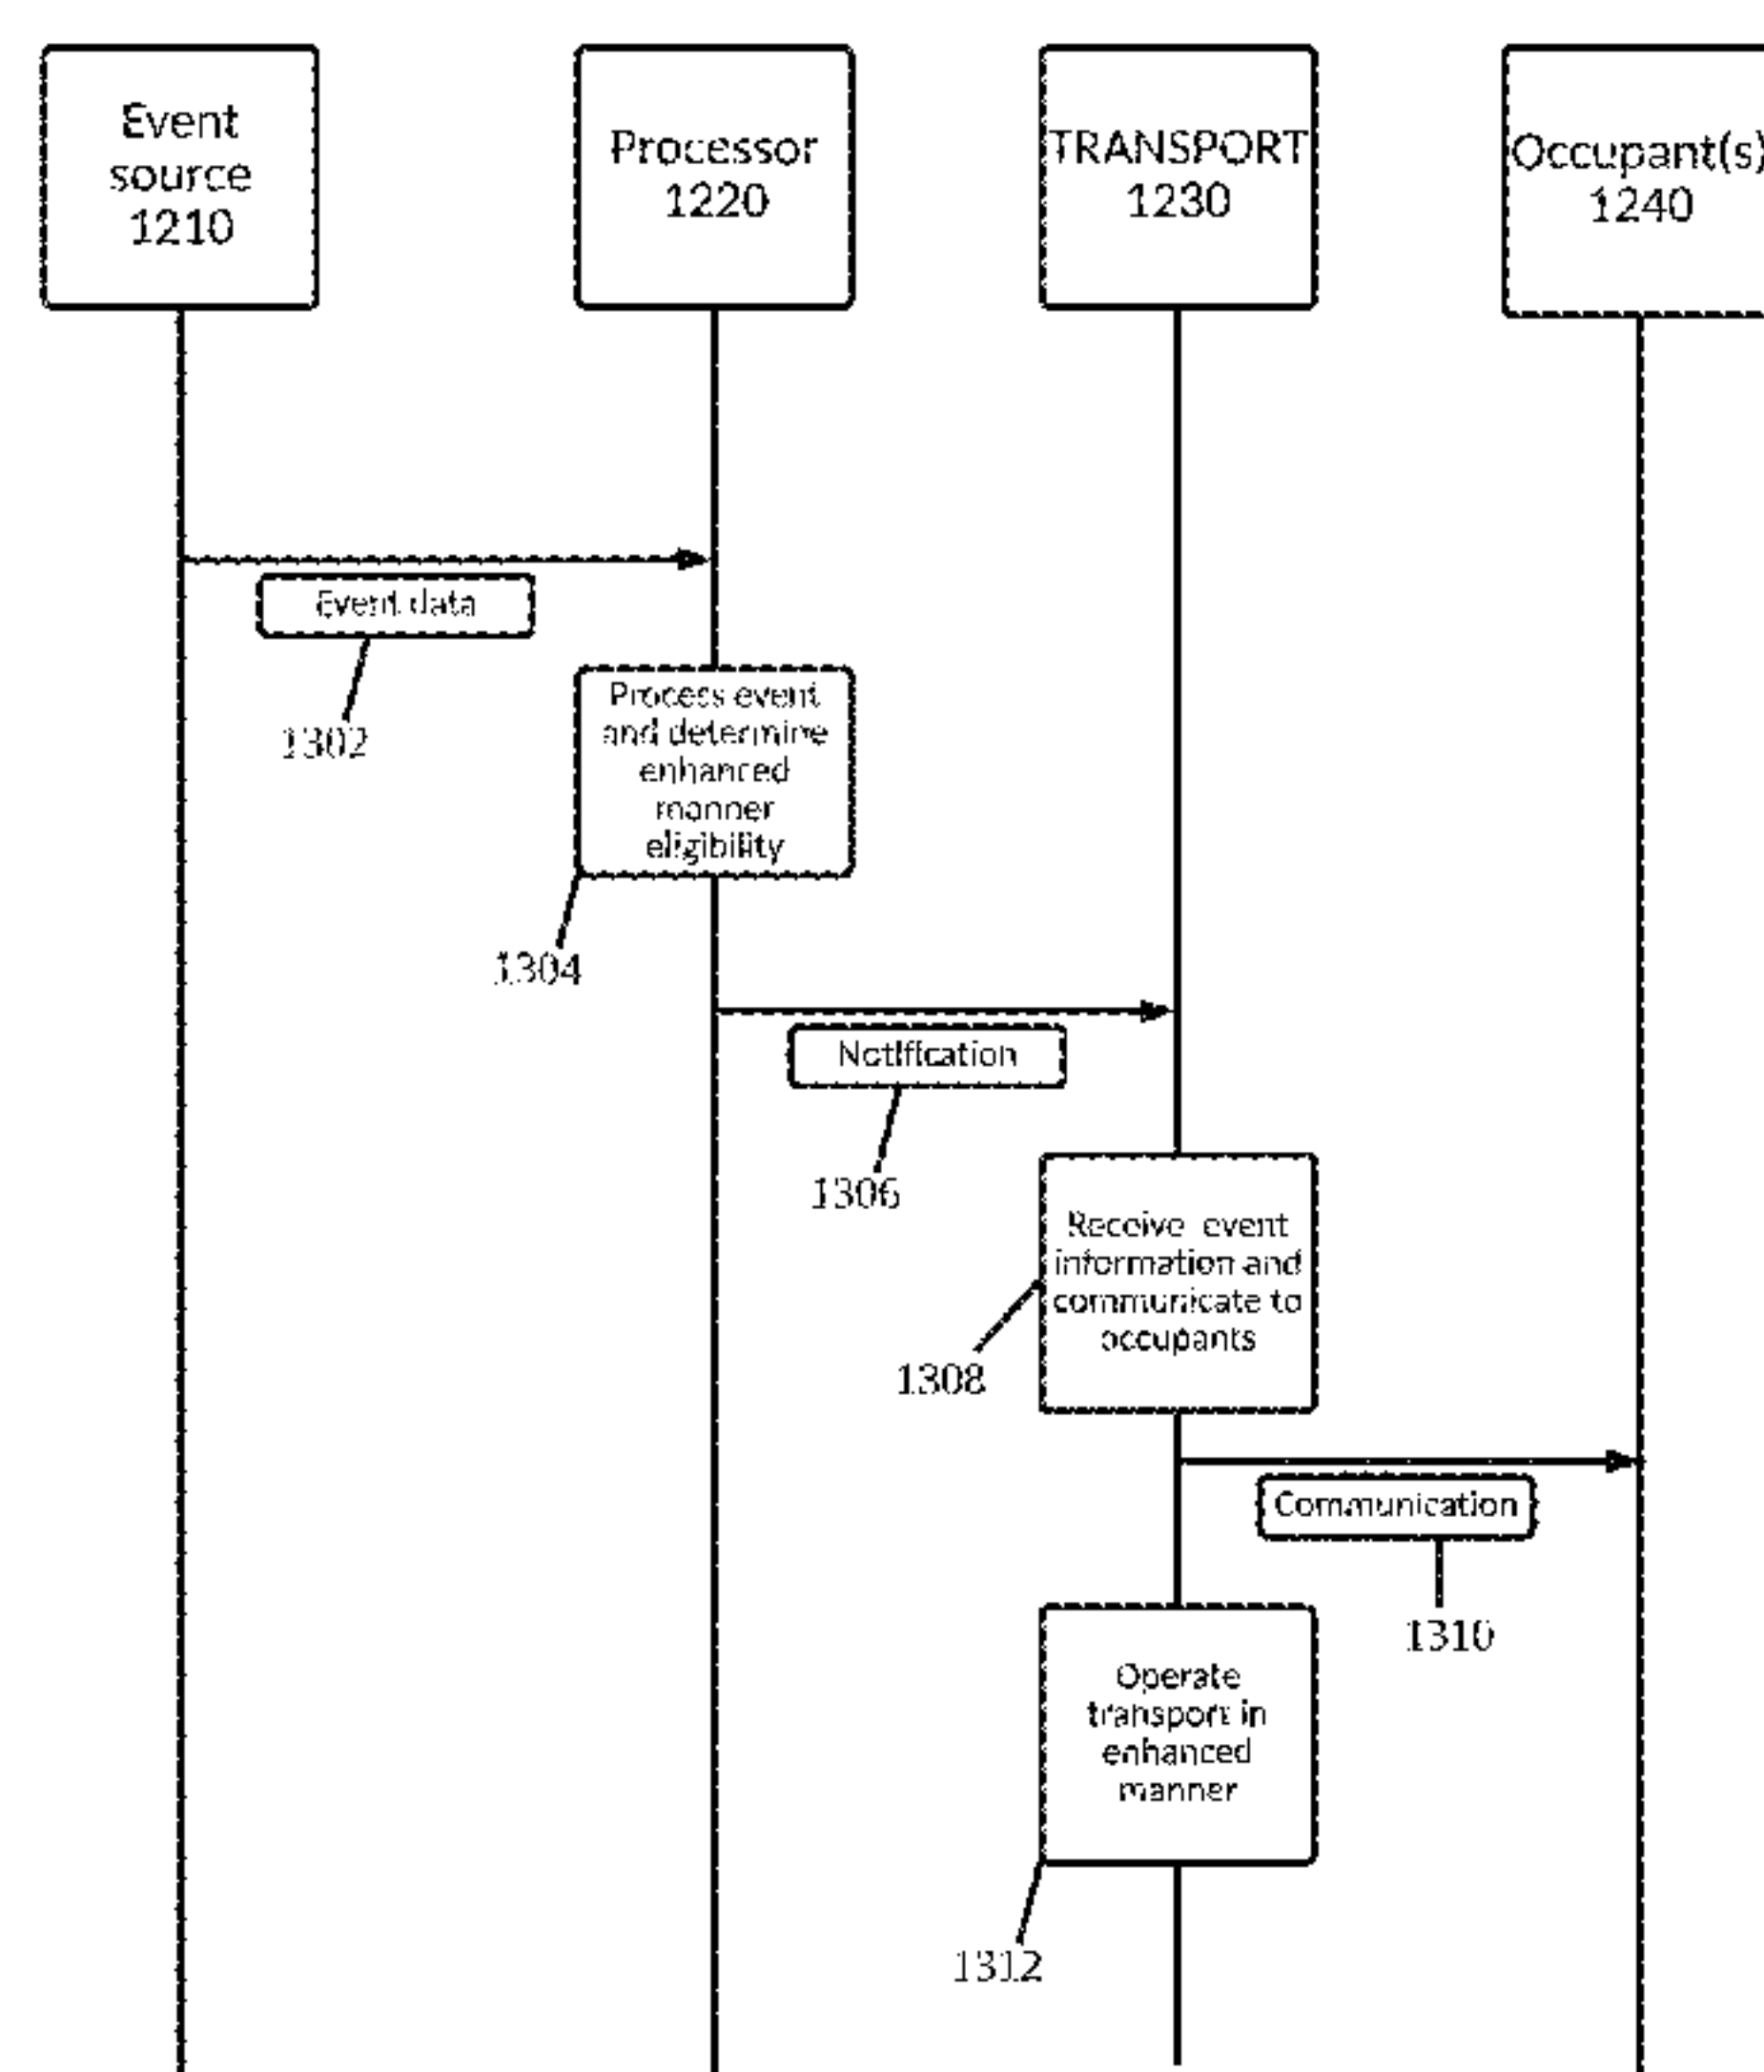 Event
source
1210
Processor
1220
TRANSPORT
1230
Occupant(s)
1240
Event data
1302
Process event
and determine
enhanced
manner
eligibility
1304
Notification
1306
Receive event
information and
communicate to
occupants
1308
Communication
1310
Operate
transport in
enhanced
manner
1312